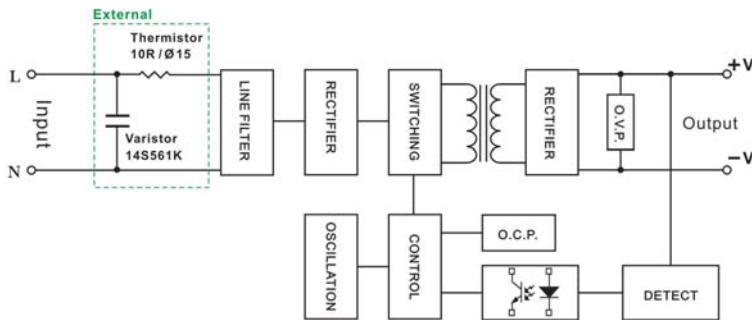 External
Thermistor
10R/Ø15
L
Input
N
Varistor
14S561K
LINE FILTER
RECTIFIER
SWITCHING
RECTIFIER
O.V.P.
+V
Output
−V
OSCILLATION
CONTROL
O.C.P.
DETECT